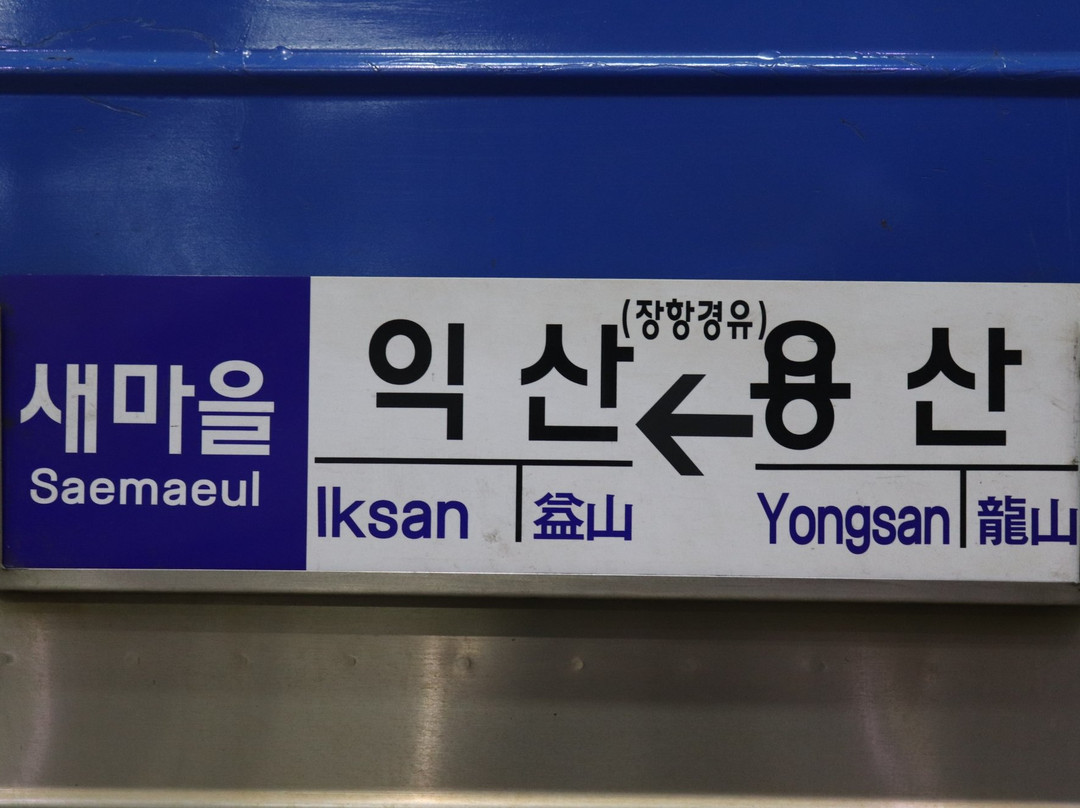 새마을
Saemaeul
(장항경유)
익산 ← 용산
Iksan 益山
Yongsan 龍山